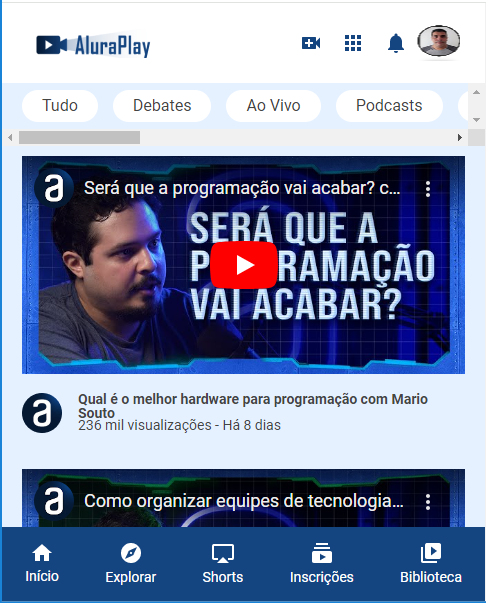 AluraPlay
Tudo Debates Ao Vivo Podcasts
a Será que a programação vai acabar? c...
SERÁ QUE A
PROGRAMAÇÃO
VAI ACABAR?
a Qual é o melhor hardware para programação com Mario
Souto
236 mil visualizações - Há 8 dias
a Como organizar equipes de tecnologia...
Início Explorar Shorts Inscrições Biblioteca